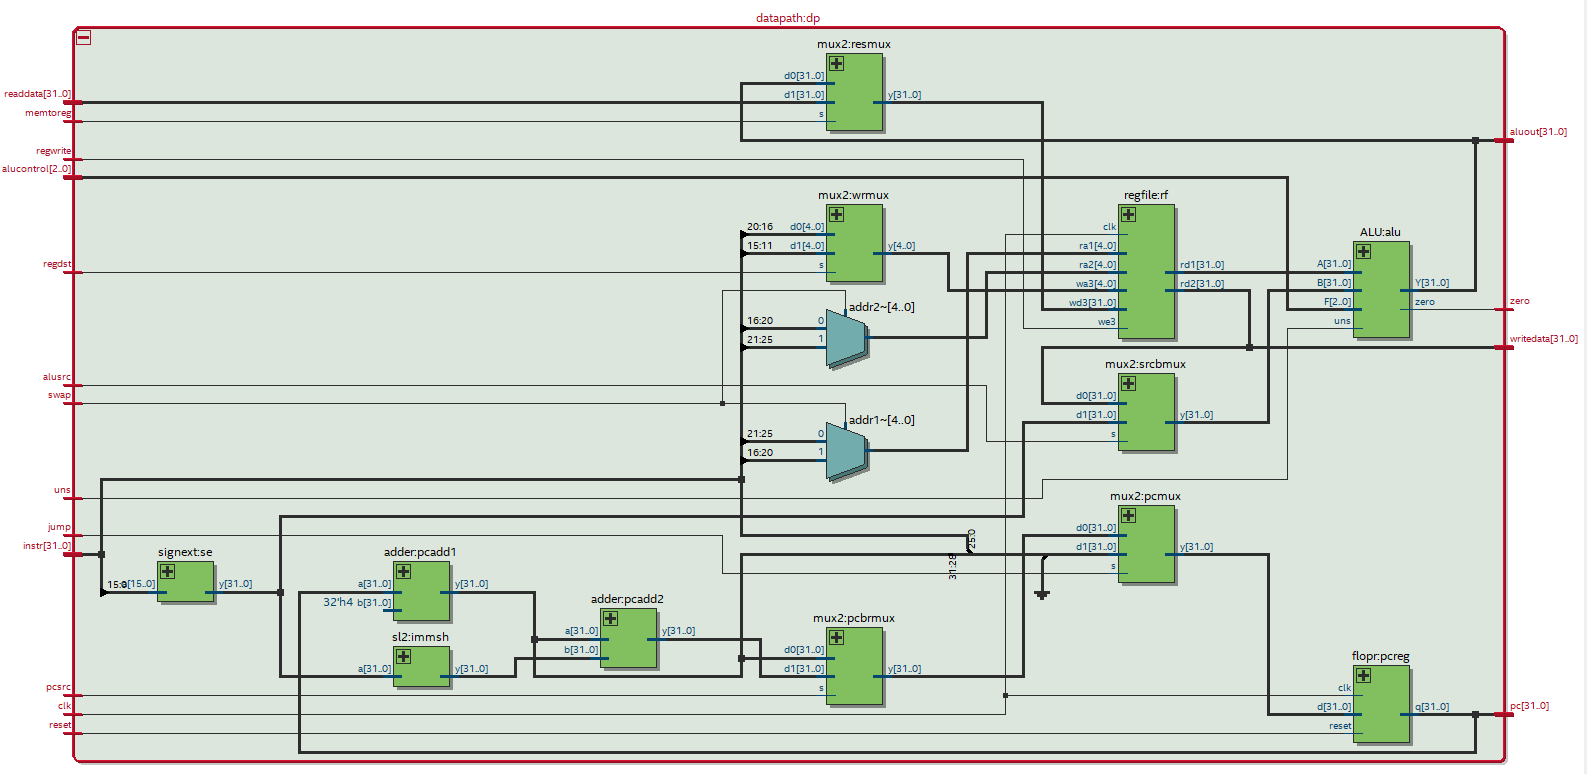 datapath:dp
mux2:resmux
readdata[31..0]
memtoreg
d0[31..0]
d1[31..0]
s
y[31..0]
aluout[31..0]
regwrite
alucontrol[2..0]
mux2:wrmux
20:16
d0[4..0]
15:11
d1[4..0]
s
y[4..0]
regdst
regfile:rf
clk
ra1[4..0]
ra2[4..0]
wa3[4..0]
wd3[31..0]
we3
rd1[31..0]
rd2[31..0]
ALU:alu
A[31..0]
B[31..0]
F[2..0]
uns
Y[31..0]
zero
zero
writedata[31..0]
addr2~[4..0]
16:20
0
21:25
1
mux2:srcbmux
d0[31..0]
d1[31..0]
s
y[31..0]
alusrc
swap
addr1~[4..0]
21:25
0
16:20
1
uns
jump
instr[31..0]
mux2:pcmux
d0[31..0]
d1[31..0]
s
y[31..0]
25:0
31:28
signext:se
a[15..0]
y[31..0]
adder:pcadd1
a[31..0]
32'h4
b[31..0]
y[31..0]
adder:pcadd2
a[31..0]
b[31..0]
y[31..0]
sl2:immsh
a[31..0]
y[31..0]
mux2:pcbrmux
d0[31..0]
d1[31..0]
s
y[31..0]
flopr:pcreg
clk
d[31..0]
reset
q[31..0]
pcsrc
clk
reset
pc[31..0]